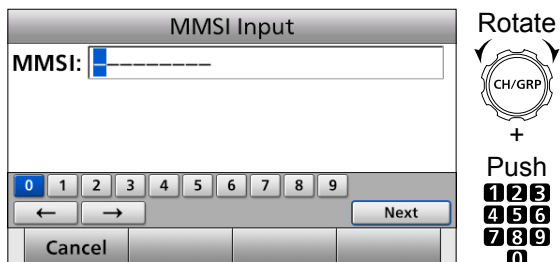 MMSI Input
Rotate
MMSI: ---------
CH/GRP
+
Push
0 1 2 3 4 5 6 7 8 9
← → Next
Cancel
1 2 3
4 5 6
7 8 9
0